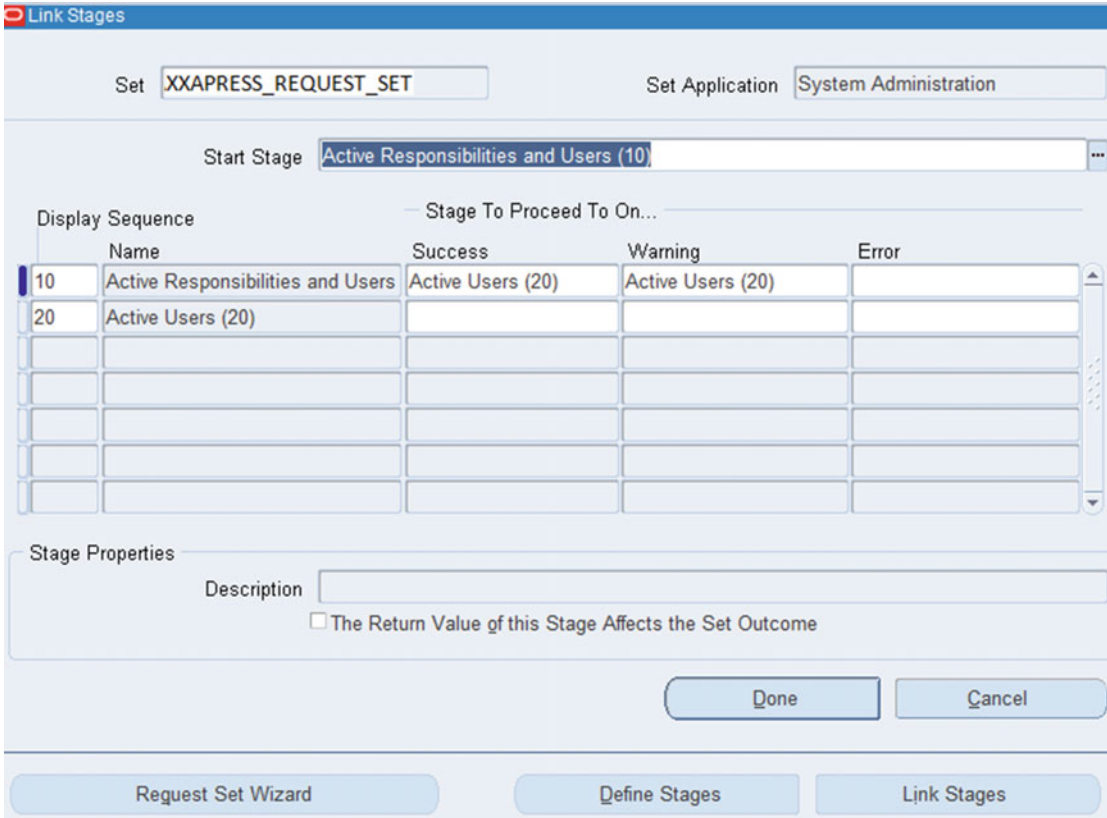 Link Stages
Set XXAPRESS_REQUEST_SET Set Application System Administration
Start Stage Active Responsibilities and Users (10) ...
Display Sequence Stage To Proceed To On...
Name Success Warning Error
10 Active Responsibilities and Users Active Users (20) Active Users (20)
20 Active Users (20)
Stage Properties
Description
The Return Value of this Stage Affects the Set Outcome
Done Cancel
Request Set Wizard Define Stages Link Stages